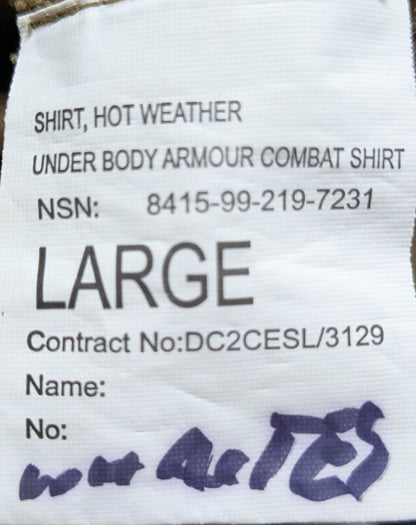 SHIRT, HOT WEATHER
UNDER BODY ARMOUR COMBAT SHIRT
NSN: 8415-99-219-7231
LARGE
Contract No:DC2CESL/3129
Name:
No: